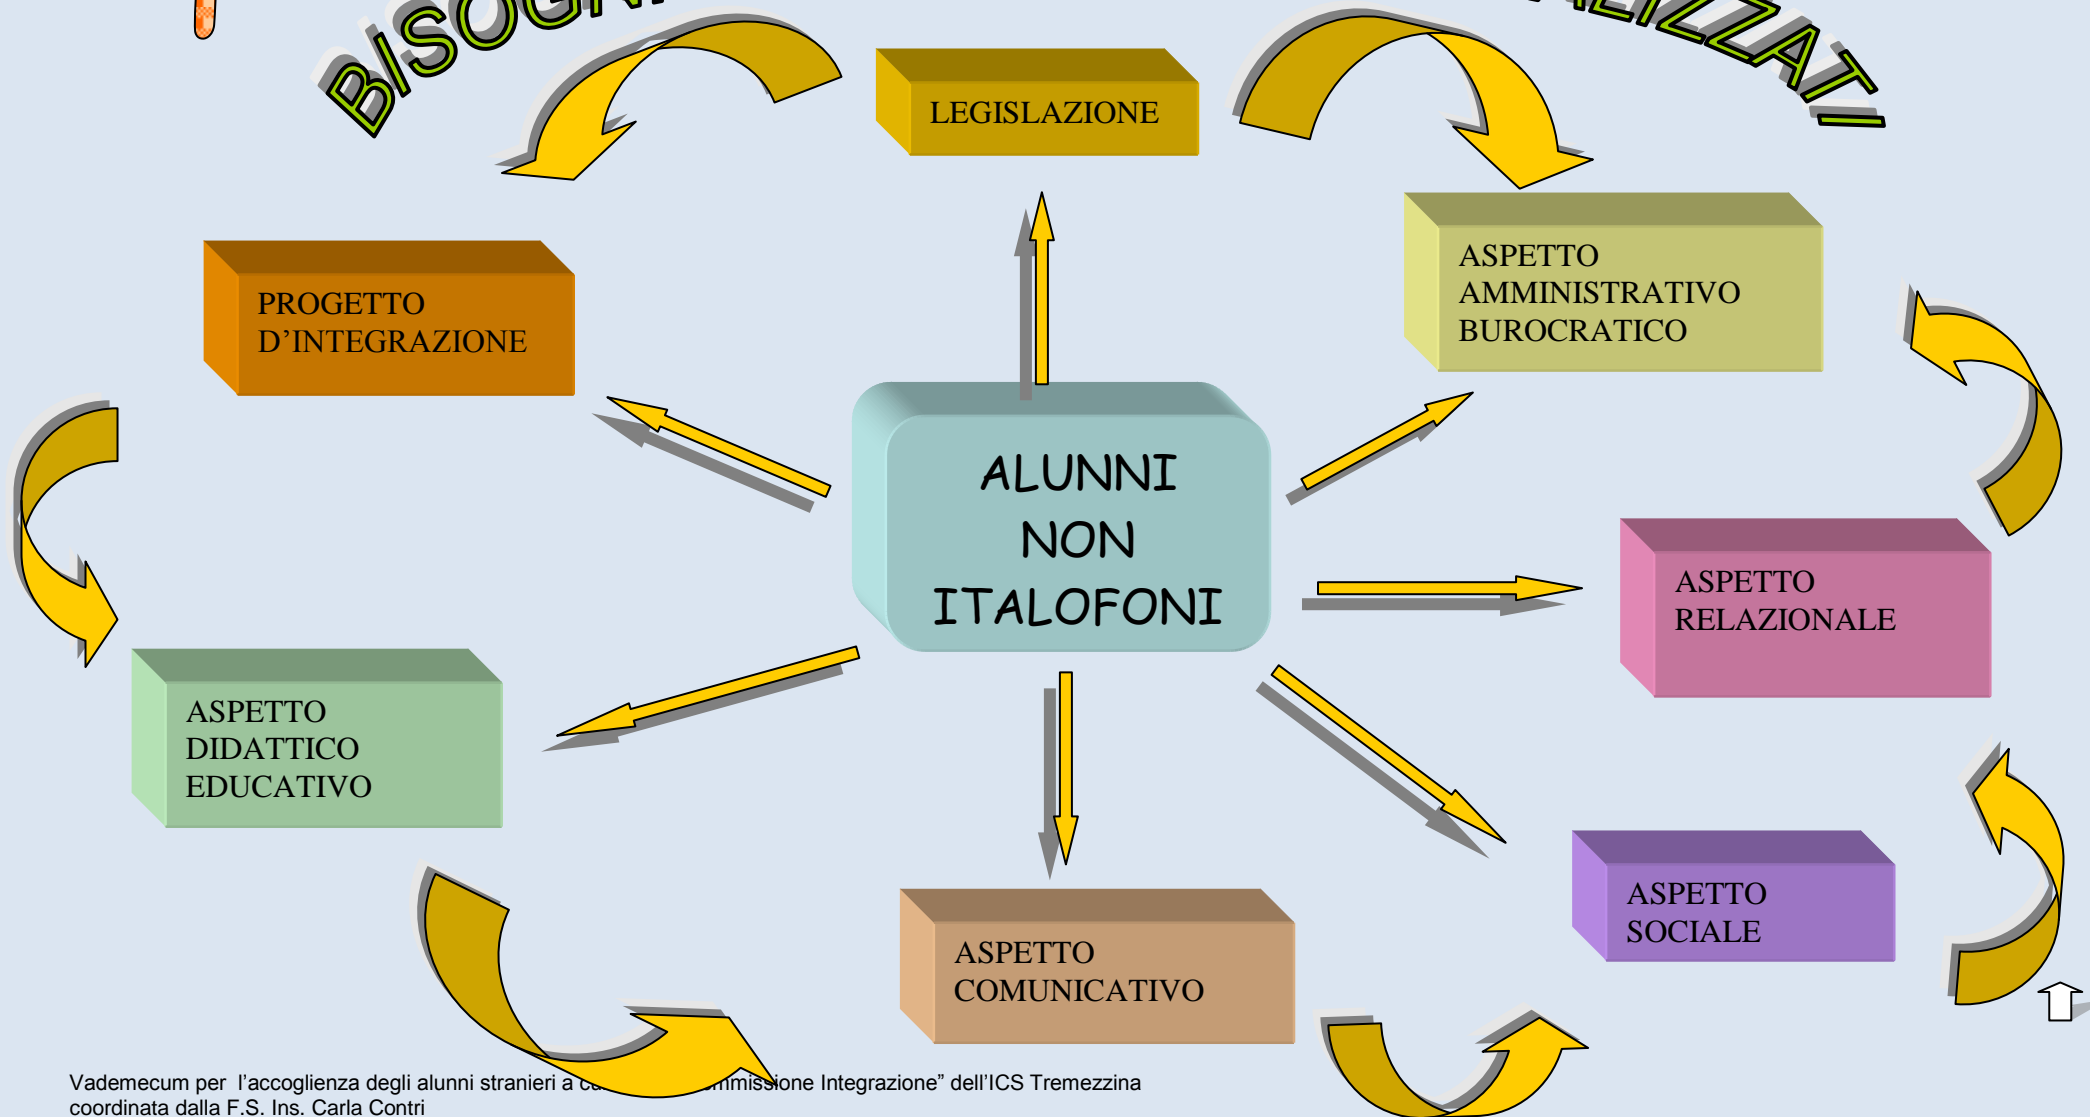 BISOGNI
LEGISLAZIONE
PROGETTO
D’INTEGRAZIONE
ASPETTO
AMMINISTRATIVO
BUROCRATICO
ALUNNI
NON
ITALOFONI
ASPETTO
RELAZIONALE
ASPETTO
DIDATTICO
EDUCATIVO
ASPETTO
SOCIALE
ASPETTO
COMUNICATIVO
Vademecum per l’accoglienza degli alunni stranieri a Integrazione” dell’ICS Tremezzina
coordinata dalla F.S. Ins. Carla Contri